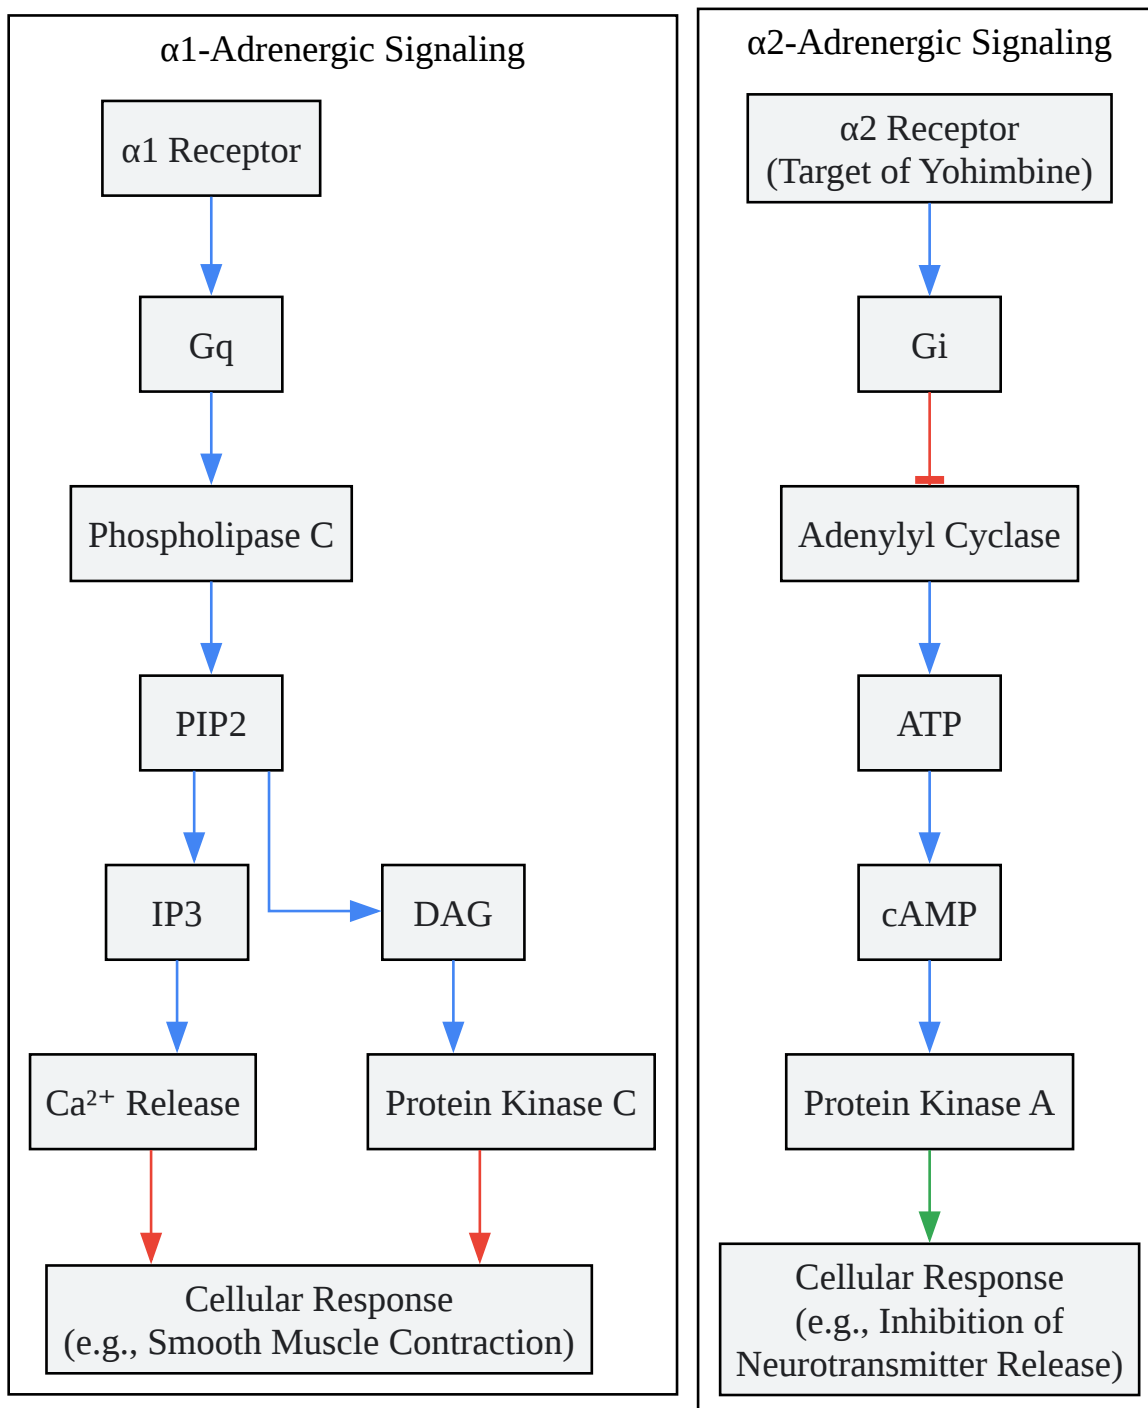 α1-Adrenergic Signaling
α1 Receptor
Gq
Phospholipase C
PIP2
IP3
DAG
Ca²⁺ Release
Protein Kinase C
Cellular Response
(e.g., Smooth Muscle Contraction)
α2-Adrenergic Signaling
α2 Receptor
(Target of Yohimbine)
Gi
Adenylyl Cyclase
ATP
cAMP
Protein Kinase A
Cellular Response
(e.g., Inhibition of
Neurotransmitter Release)